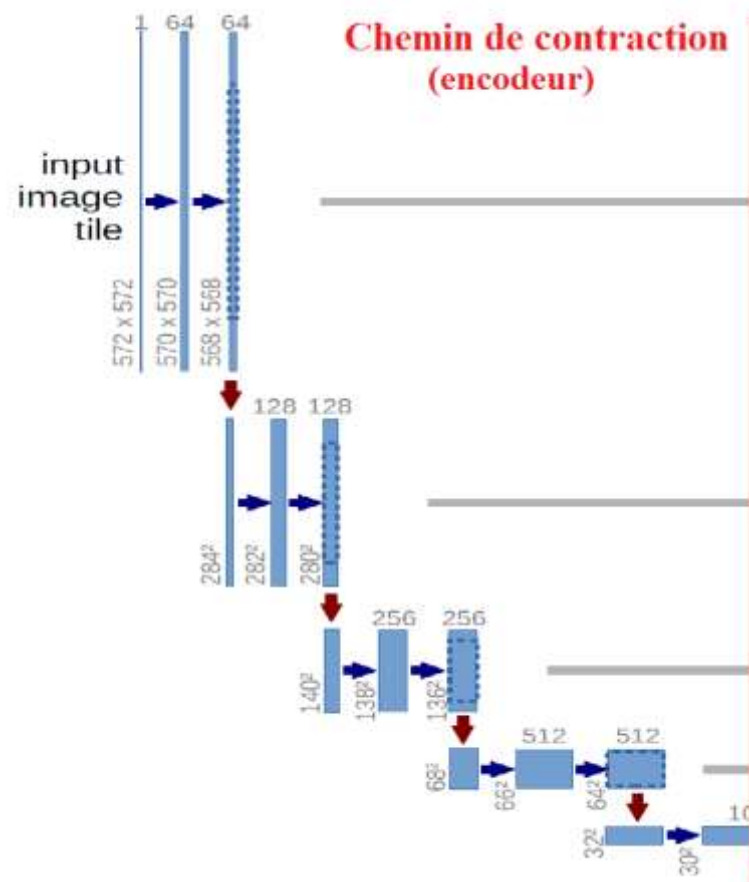 1 64 64
Chemin de contraction
(encodeur)
input
image
tile
572 x 572
570 x 570
568 x 568
128 128
284²
282²
280²
256 256
140²
138²
136²
512 512
68²
66²
64²
10
32²
30²